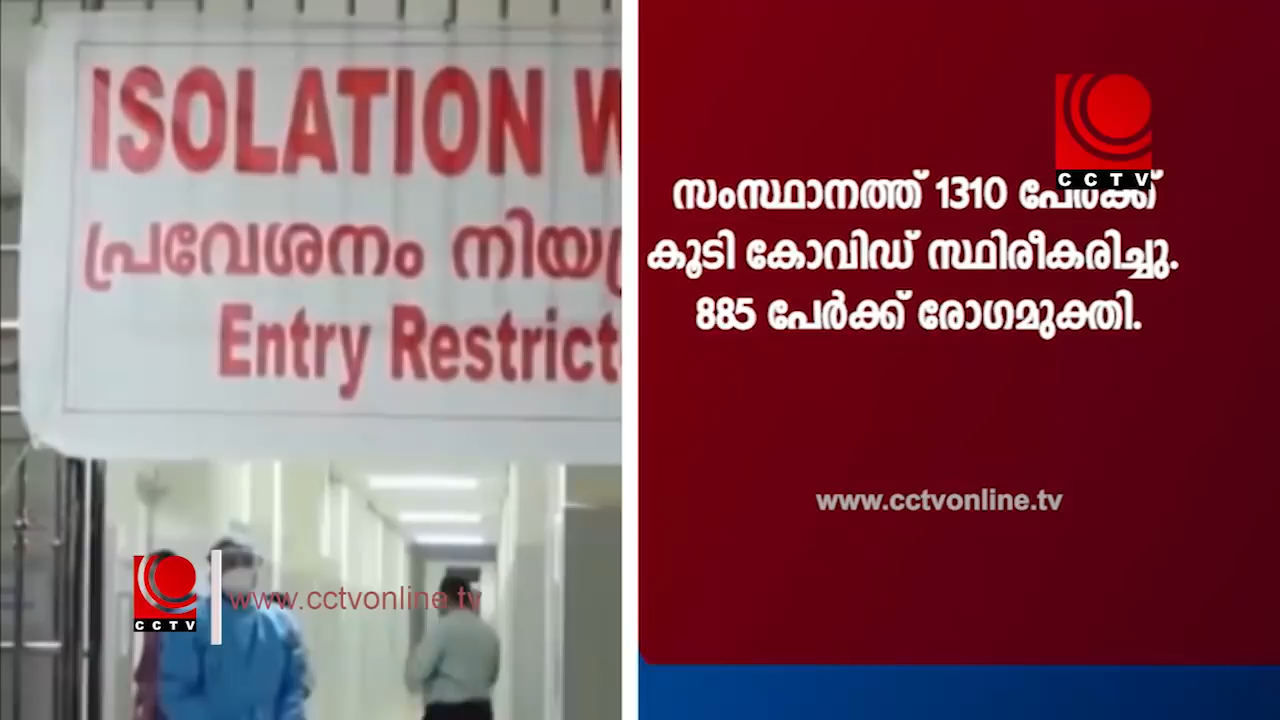 ISOLATION
പ്രവേശനം
Entry
സംസ്ഥാനത്ത് 1310 പേർക്ക്
കൂടി കോവിഡ് സ്ഥിരീകരിച്ചു.
885 പേർക്ക് രോഗമുക്തി.
CCTV
www.cctvonline.tv
CCTV
www.cctvonline.tv